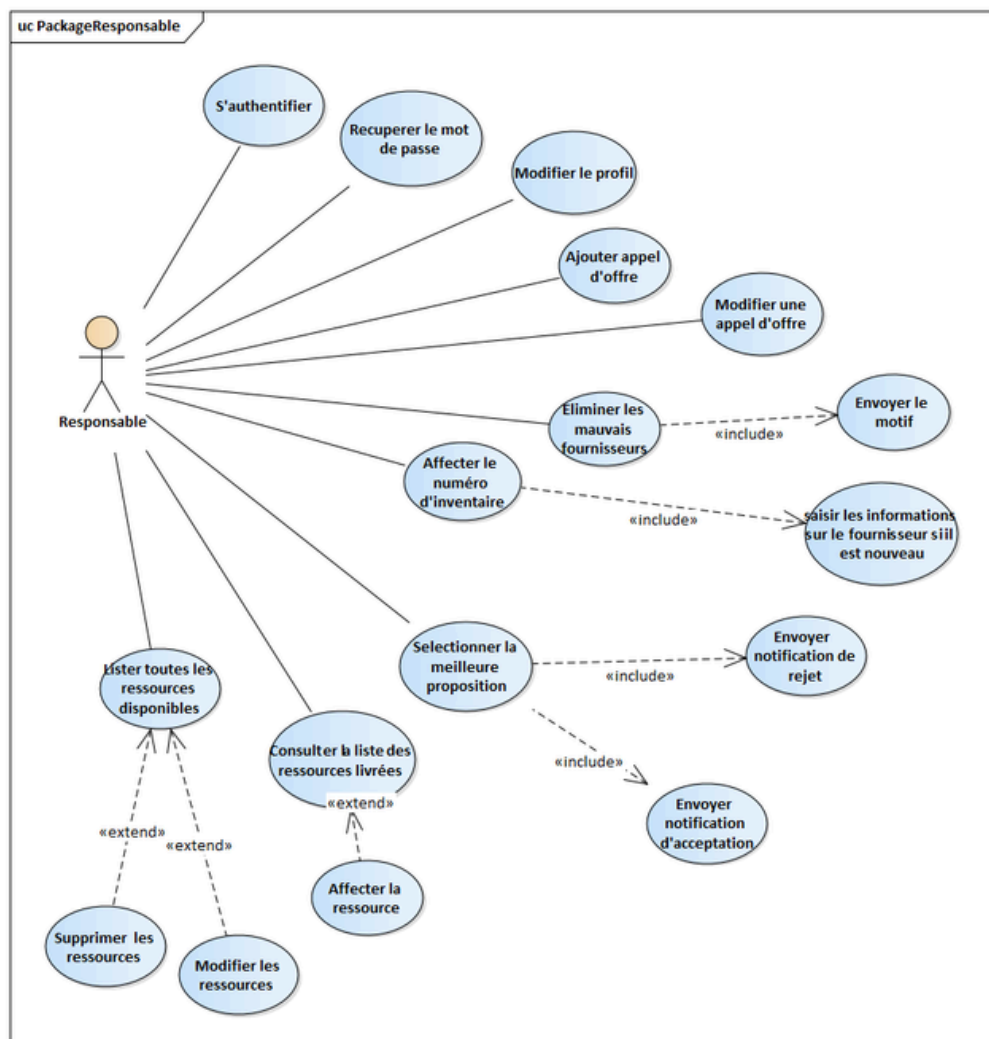 uc PackageResponsable
S'authentifier
Recuperer le mot
de passe
Modifier le profil
Ajouter appel
d'offre
Modifier une
appel d'offre
Responsable
Eliminer les
mauvais
fournisseurs
«include»
Envoyer le
motif
Affecter le
numéro
d'inventaire
«include»
saisir les informations
sur le fournisseur si il
est nouveau
Selectionner la
meilleure
proposition
«include»
Envoyer
notification de
rejet
«include»
Envoyer
notification
d'acceptation
Lister toutes les
ressources
disponibles
Consulter la liste des
ressources livrées
«extend»
«extend»
«extend»
Affecter la
ressource
Supprimer les
ressources
Modifier les
ressources